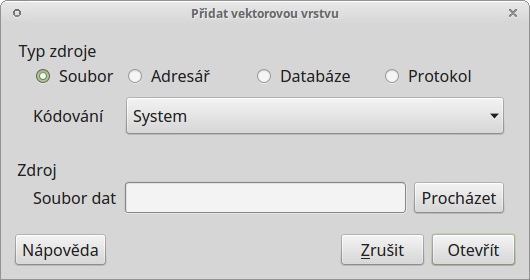 Přidat vektorovou vrstvu
Typ zdroje
Soubor Adresář Databáze Protokol
Kódování System
Zdroj
Soubor dat Procházet
Nápověda Zrušit Otevřít